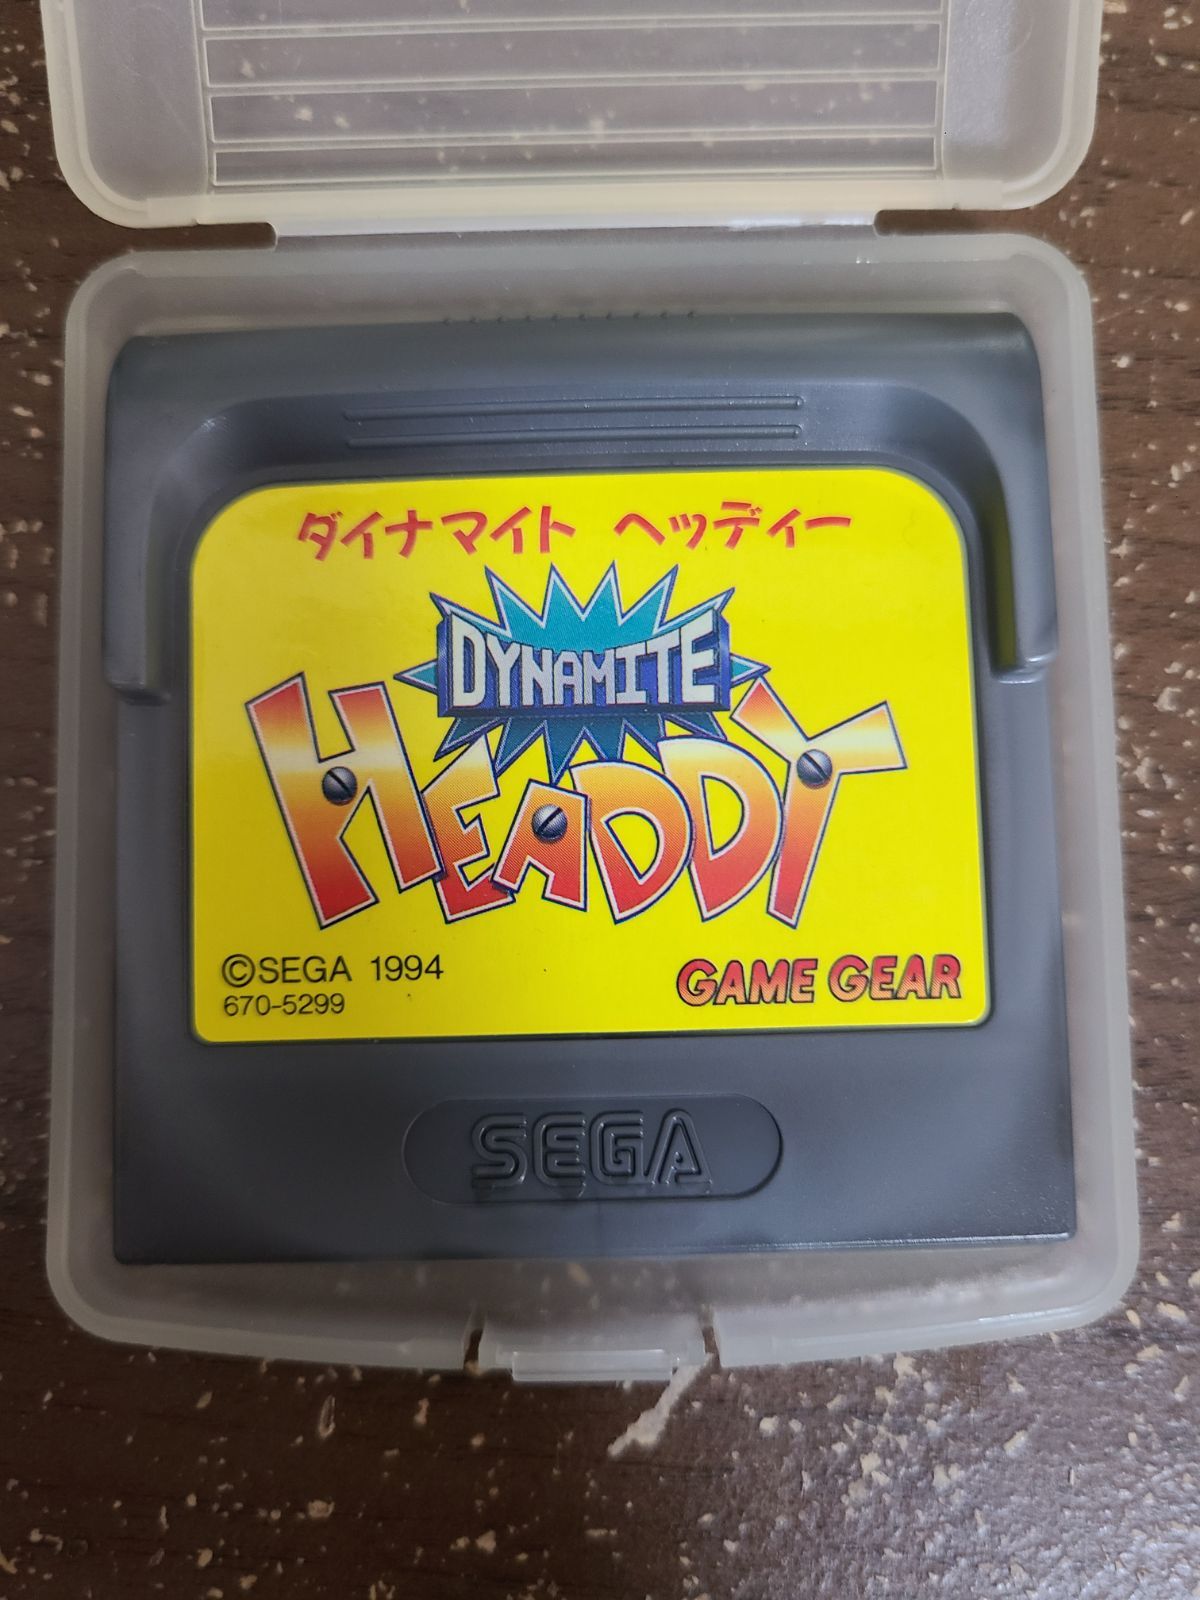 ダイナマイト ヘッディー
DYNAMITE
HEADDY
©SEGA 1994
670-5299
GAME GEAR
SEGA